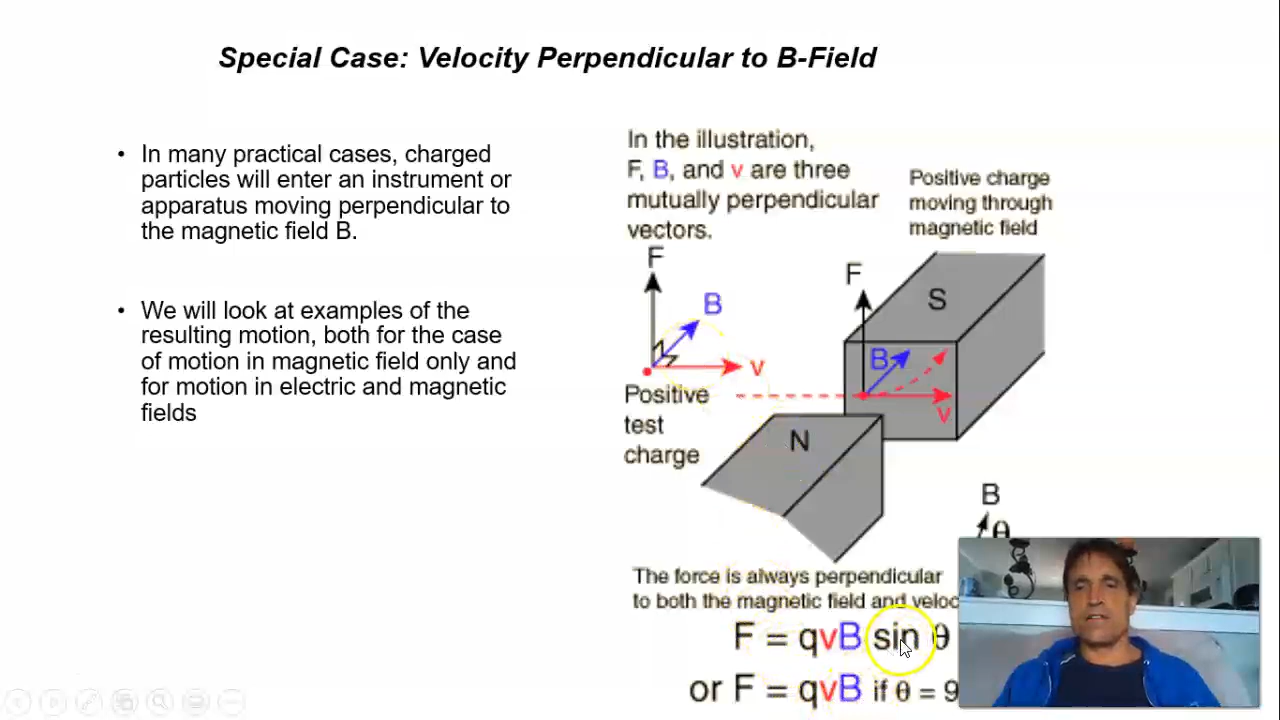 Special Case: Velocity Perpendicular to B-Field
• In many practical cases, charged
particles will enter an instrument or
apparatus moving perpendicular to
the magnetic field B.
• We will look at examples of the
resulting motion, both for the case
of motion in magnetic field only and
for motion in electric and magnetic
fields
In the illustration,
F, B, and v are three
mutually perpendicular
vectors.
Positive charge
moving through
magnetic field
F
B
v
Positive
test
charge
F
S
B
v
N
B
θ
The force is always perpendicular
to both the magnetic field and
F = qvB sin θ
or F = qvB if θ =